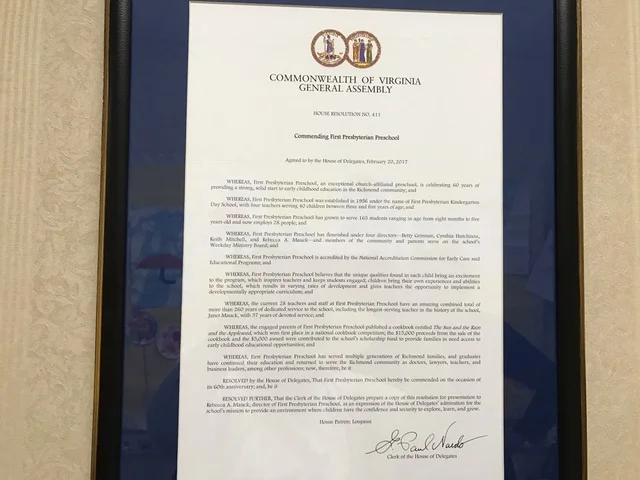 COMMONWEALTH OF VIRGINIA
GENERAL ASSEMBLY
HOUSE RESOLUTION NO. 411
Commending First Presbyterian Preschool
Agreed to by the House of Delegates, February 20, 2017
WHEREAS, First Presbyterian Preschool, an exceptional church-affiliated preschool, is celebrating 60 years of
providing a strong, solid start to early childhood education in the Richmond community; and
WHEREAS, First Presbyterian Preschool was established in 1956 under the name of First Presbyterian Kindergarten
Day School, with four teachers serving 40 children between three and five years of age; and
WHEREAS, First Presbyterian Preschool has grown to serve 165 students ranging in age from eight months to five
years old and now employs 28 people; and
WHEREAS, First Presbyterian Preschool has flourished under four directors—Betty Grinnan, Cynthia Hutchison,
Keith Mitchell, and Rebecca A. Mauck—and members of the community and parents serve on the school's
Weekday Ministry Board; and
WHEREAS, First Presbyterian Preschool is accredited by the National Accreditation Commission for Early Care and
Educational Programs; and
WHEREAS, First Presbyterian Preschool believes that the unique qualities found in each child bring an excitement
to the program, which inspires teachers and keeps students engaged; children bring their own experiences and abilities
to the school, which results in varying rates of development and gives teachers the opportunity to implement a
developmentally appropriate curriculum; and
WHEREAS, the current 28 teachers and staff at First Presbyterian Preschool have an amazing combined total of
more than 260 years of dedicated service to the school, including the longest-serving teacher in the history of the school,
Janet Mauck, with 37 years of devoted service; and
WHEREAS, the engaged parents of First Presbyterian Preschool published a cookbook entitled The Sun and the Rain
and the Appleseed, which won first place in a national cookbook competition; the $15,000 proceeds from the sale of the
cookbook and the $5,000 award were contributed to the school's scholarship fund to provide families in need access to
early childhood educational opportunities; and
WHEREAS, First Presbyterian Preschool has served multiple generations of Richmond families, and graduates
have continued their education and returned to serve the Richmond community as doctors, lawyers, teachers, and
business leaders, among other professions; now, therefore, be it
RESOLVED by the House of Delegates, That First Presbyterian Preschool hereby be commended on the occasion of
its 60th anniversary; and, be it
RESOLVED FURTHER, That the Clerk of the House of Delegates prepare a copy of this resolution for presentation to
Rebecca A. Mauck, director of First Presbyterian Preschool, as an expression of the House of Delegates' admiration for the
school's mission to provide an environment where children have the confidence and security to explore, learn, and grow.
House Patron: Loupassi
G. Paul Nardo
Clerk of the House of Delegates